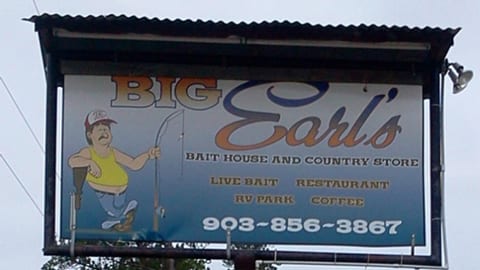 BIG Earl's
BAIT HOUSE AND COUNTRY STORE
LIVE BAIT RESTAURANT
RV PARK COFFEE
903-856-3867